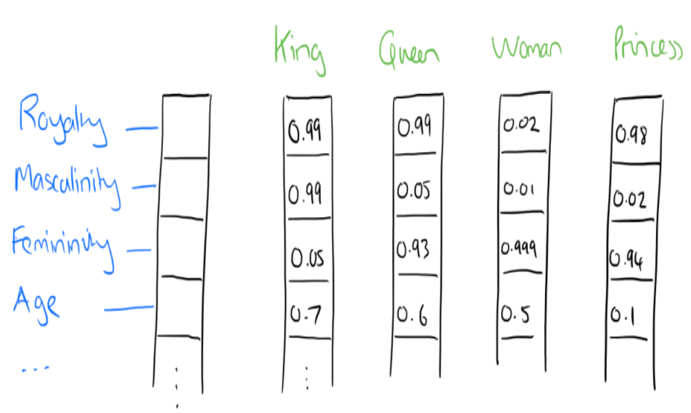 King Queen Woman Princess
Royalty 0.99 0.99 0.02 0.98
Masculinity 0.99 0.05 0.01 0.02
Femininity 0.05 0.93 0.999 0.94
Age 0.7 0.6 0.5 0.1
...